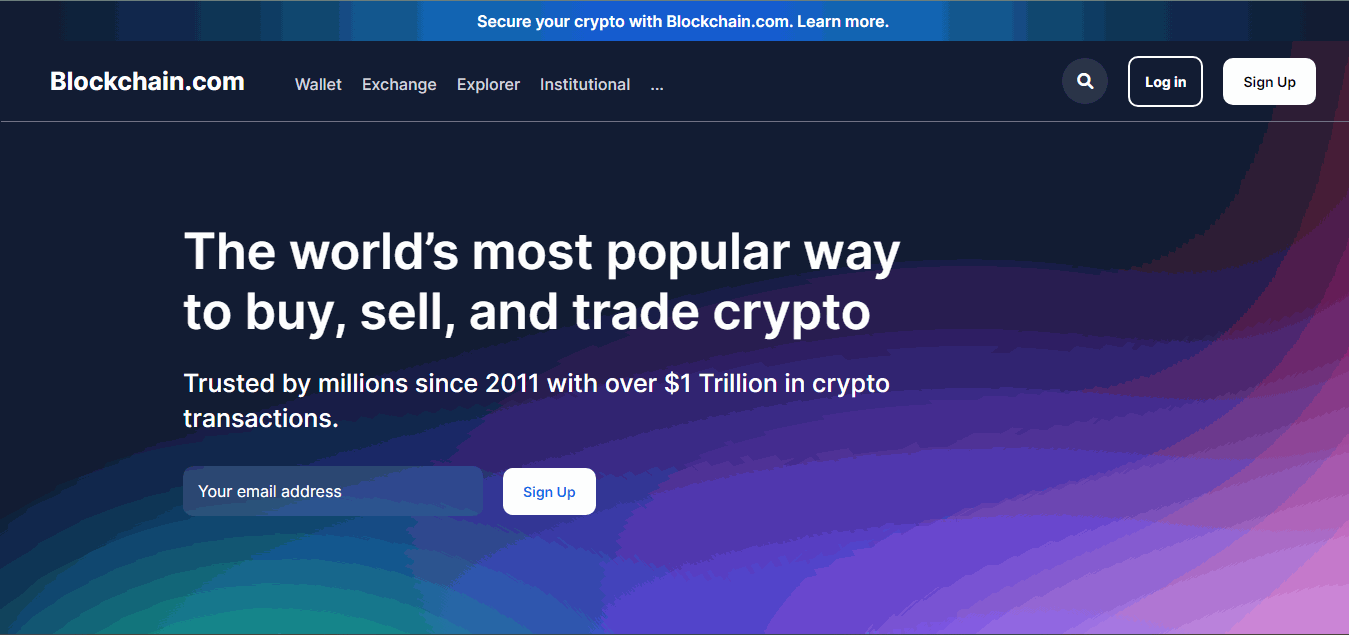 Secure your crypto with Blockchain.com. Learn more.
Blockchain.com Wallet Exchange Explorer Institutional ... Log in Sign Up
The world’s most popular way
to buy, sell, and trade crypto
Trusted by millions since 2011 with over $1 Trillion in crypto
transactions.
Your email address Sign Up